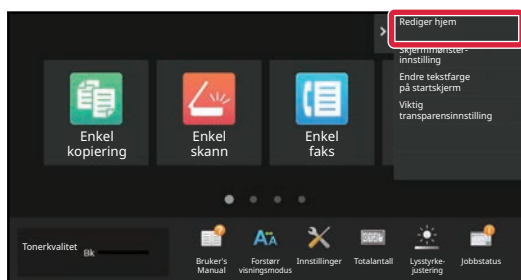 Rediger hjem
Skjermmønster-
innstilling
Endre tekstfarge
på startskjerm
Viktig
transparensinnstilling
Enkel
kopiering
Enkel
skann
Enkel
faks
Tonerkvalitet
Bk
Bruker's
Manual
Forstørr
visningsmodus
Innstillinger
Totalantall
Lysstyrke-
justering
Jobbstatus